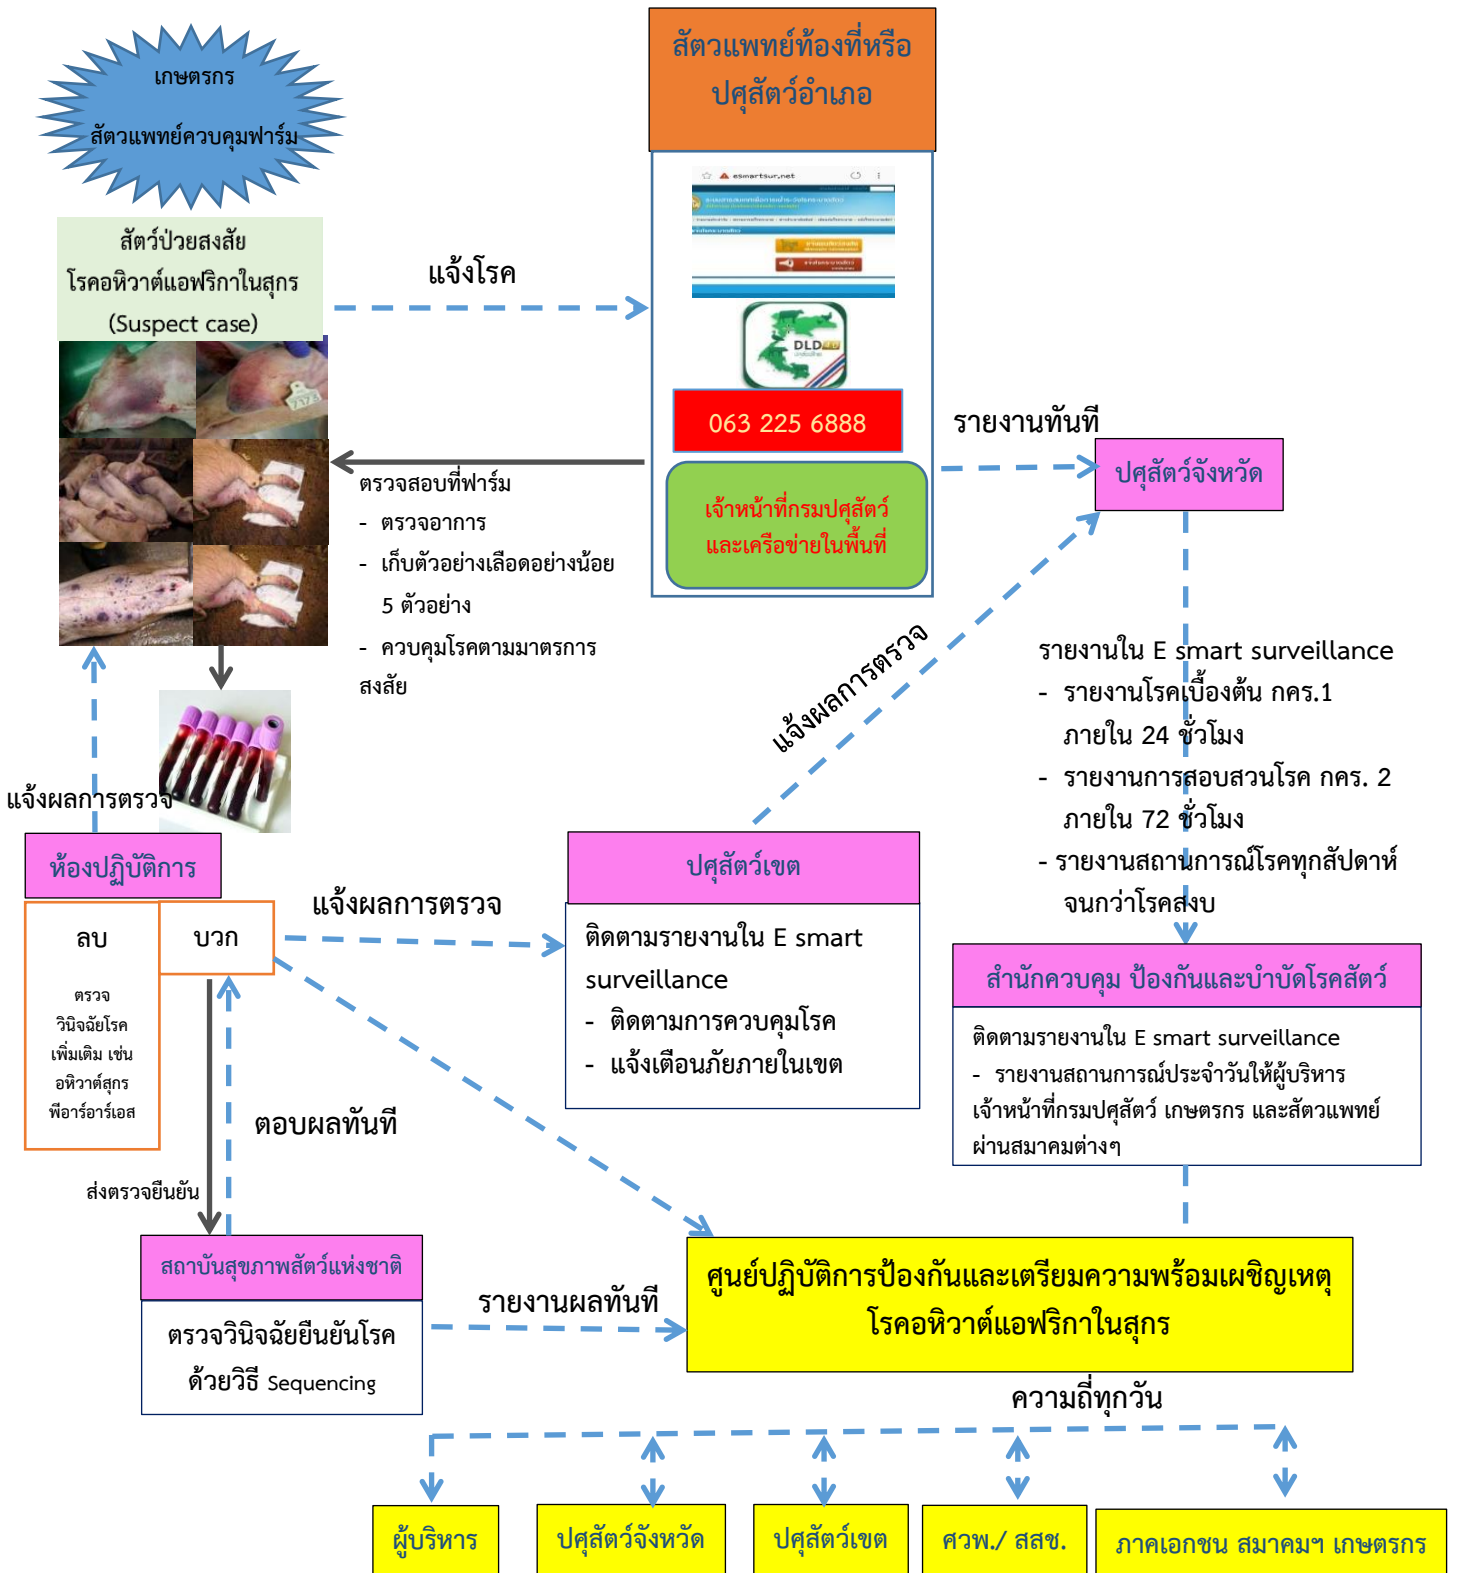 เกษตรกร
สัตวแพทย์ควบคุมฟาร์ม
สัตวแพทย์ท้องที่หรือ
ปศุสัตว์อำเภอ
esmartsur.net
สัตว์ป่วยสงสัย
โรคอหิวาต์แอฟริกาในสุกร
(Suspect case)
แจ้งโรค
DLD 4.0
063 225 6888
เจ้าหน้าที่กรมปศุสัตว์
และเครือข่ายในพื้นที่
รายงานทันที
ปศุสัตว์จังหวัด
ตรวจสอบที่ฟาร์ม
- ตรวจอาการ
- เก็บตัวอย่างเลือดอย่างน้อย
5 ตัวอย่าง
- ควบคุมโรคตามมาตรการ
สงสัย
แจ้งผลการตรวจ
รายงานใน E smart surveillance
- รายงานโรคเบื้องต้น กคร.1
ภายใน 24 ชั่วโมง
- รายงานการสอบสวนโรค กคร. 2
ภายใน 72 ชั่วโมง
- รายงานสถานการณ์โรคทุกสัปดาห์
จนกว่าโรคสงบ
แจ้งผลการตรวจ
ห้องปฏิบัติการ
ลบ
ตรวจ
วินิจฉัยโรค
เพิ่มเติม เช่น
อหิวาต์สุกร
พีอาร์อาร์เอส
บวก
แจ้งผลการตรวจ
ปศุสัตว์เขต
ติดตามรายงานใน E smart
surveillance
- ติดตามการควบคุมโรค
- แจ้งเตือนภัยภายในเขต
สำนักควบคุม ป้องกันและบำบัดโรคสัตว์
ติดตามรายงานใน E smart surveillance
- รายงานสถานการณ์ประจำวันให้ผู้บริหาร
เจ้าหน้าที่กรมปศุสัตว์ เกษตรกร และสัตวแพทย์
ผ่านสมาคมต่างๆ
ตอบผลทันที
ส่งตรวจยืนยัน
สถาบันสุขภาพสัตว์แห่งชาติ
ตรวจวินิจฉัยยืนยันโรค
ด้วยวิธี Sequencing
รายงานผลทันที
ศูนย์ปฏิบัติการป้องกันและเตรียมความพร้อมเผชิญเหตุ
โรคอหิวาต์แอฟริกาในสุกร
ความถี่ทุกวัน
ผู้บริหาร
ปศุสัตว์จังหวัด
ปศุสัตว์เขต
ศวพ./ สสช.
ภาคเอกชน สมาคมฯ เกษตรกร